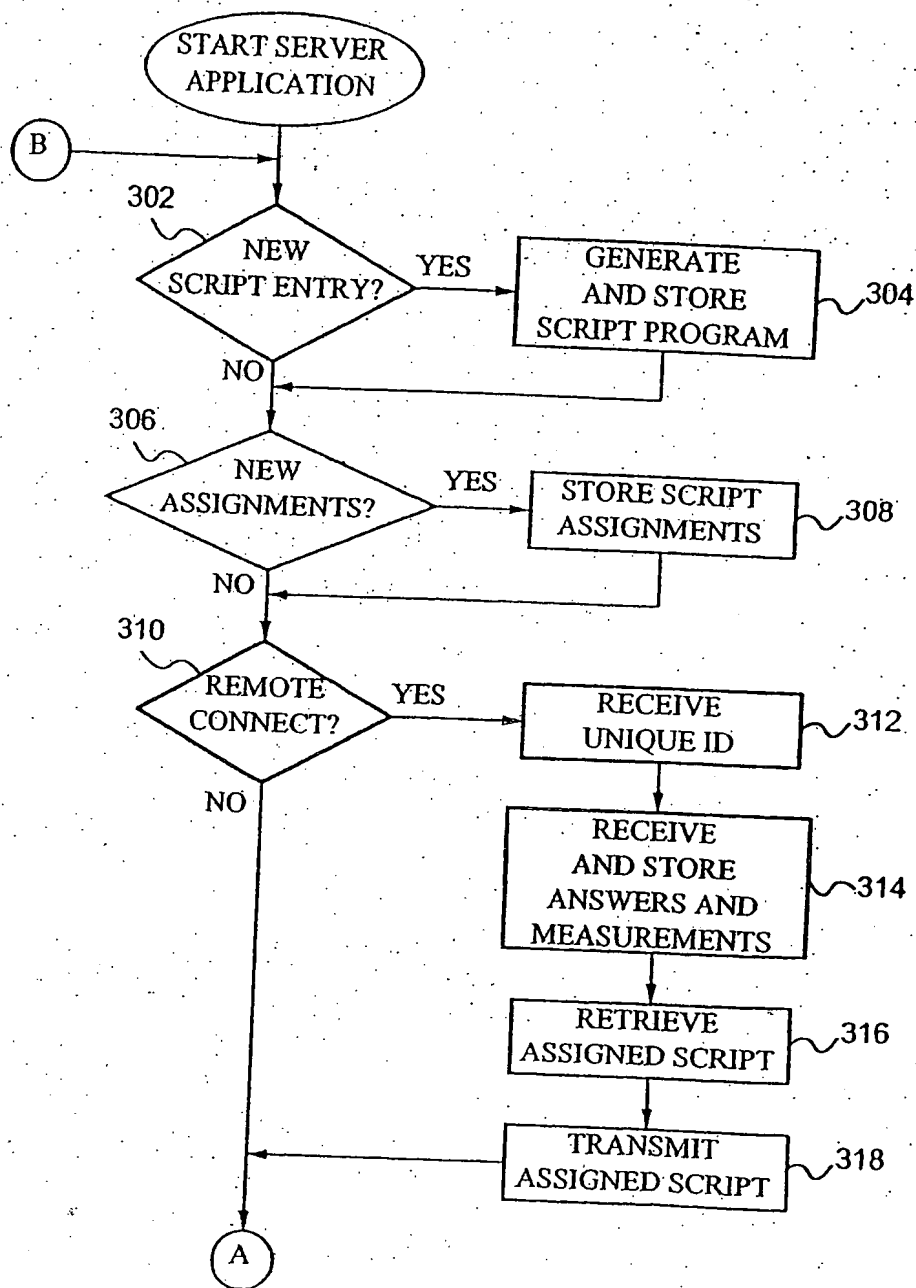 START SERVER
APPLICATION
B
302
NEW
SCRIPT ENTRY?
YES
GENERATE
AND STORE
SCRIPT PROGRAM
304
NO
306
NEW
ASSIGNMENTS?
YES
STORE SCRIPT
ASSIGNMENTS
308
NO
310
REMOTE
CONNECT?
YES
RECEIVE
UNIQUE ID
312
NO
RECEIVE
AND STORE
ANSWERS AND
MEASUREMENTS
314
RETRIEVE
ASSIGNED SCRIPT
316
TRANSMIT
ASSIGNED SCRIPT
318
A